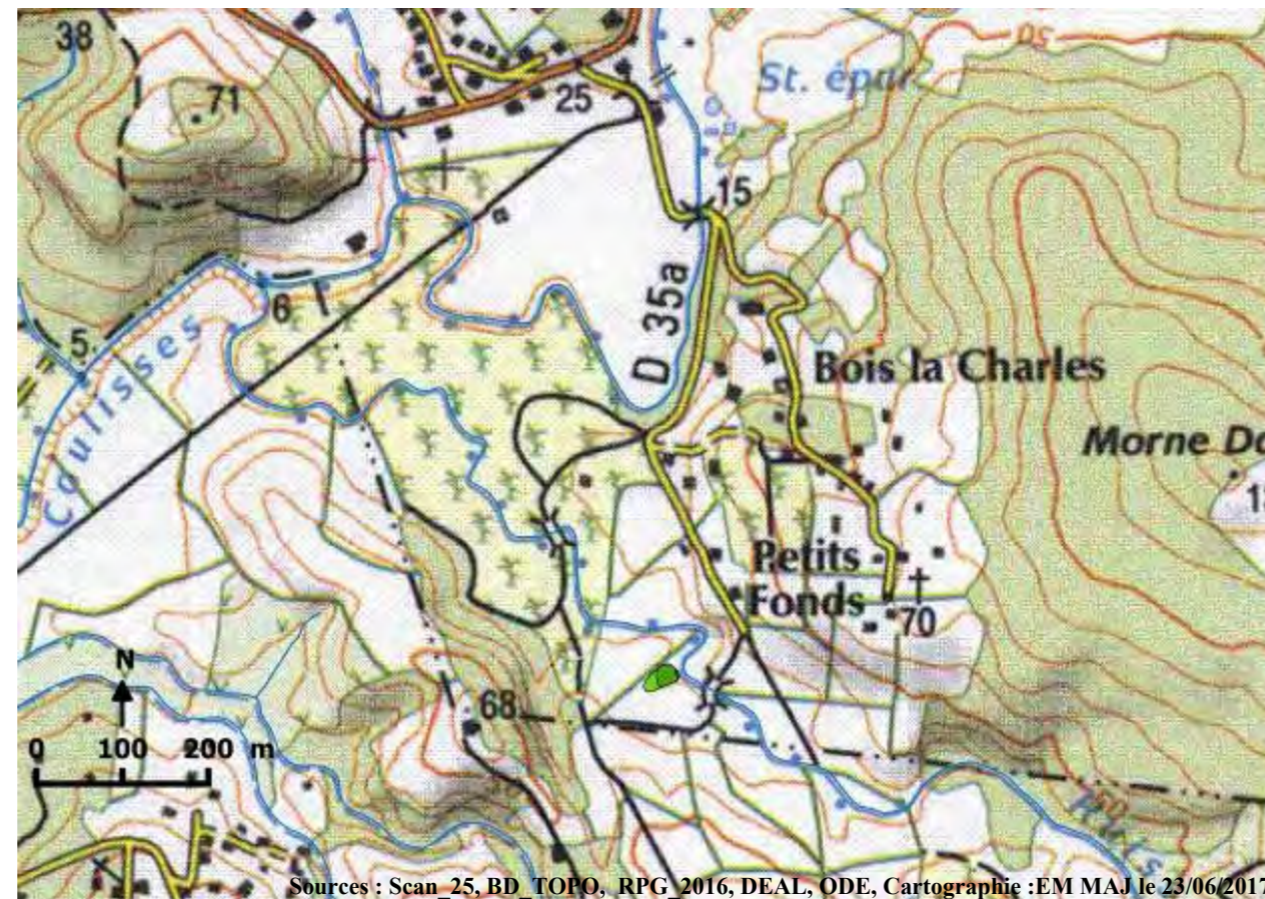 38
50
St. épur
71
25
15
D 35a
6
5
Coulisses
Bois la Charles
Morne Do
Petits
Fonds
70
68
N
0 100 200 m
Sources : Scan_25, BD_TOPO, RPG_2016, DEAL, ODE, Cartographie :EM MAJ le 23/06/2017